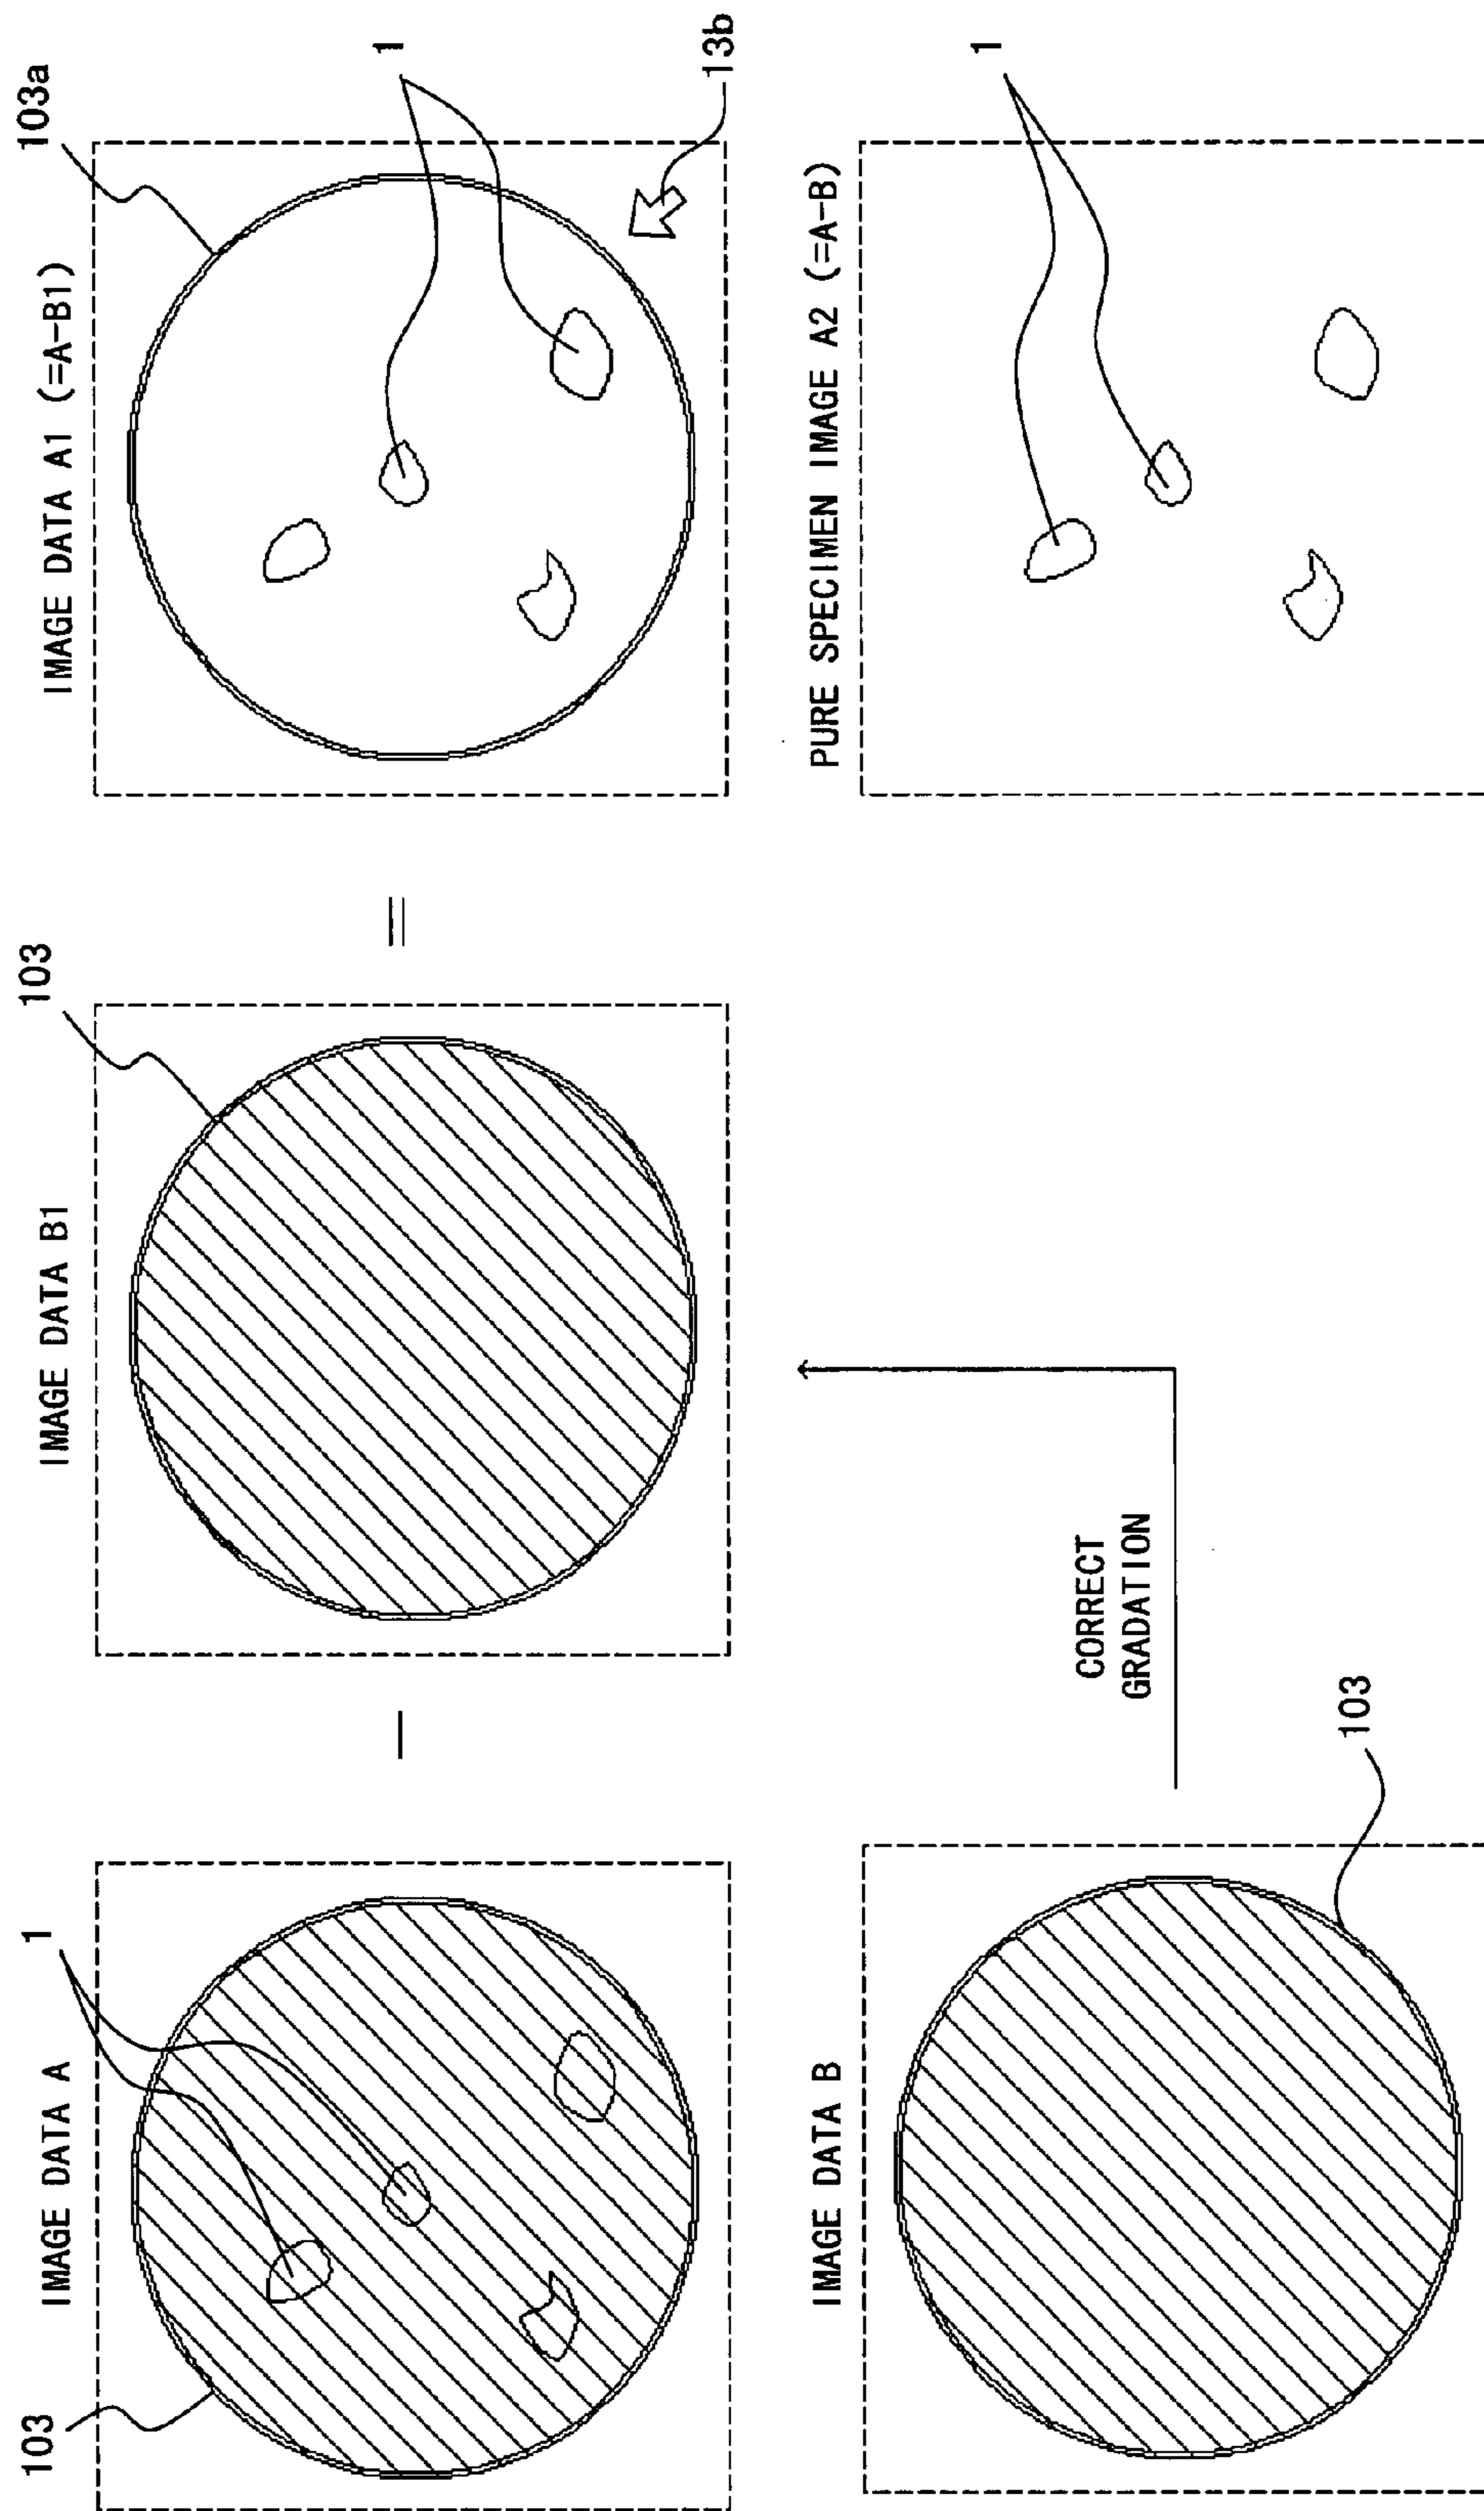 IMAGE DATA A
103
1
−
IMAGE DATA B1
103
=
IMAGE DATA A1 (=A-B1)
103a
1
13b
IMAGE DATA B
103
CORRECT
GRADATION
PURE SPECIMEN IMAGE A2 (=A-B)
1